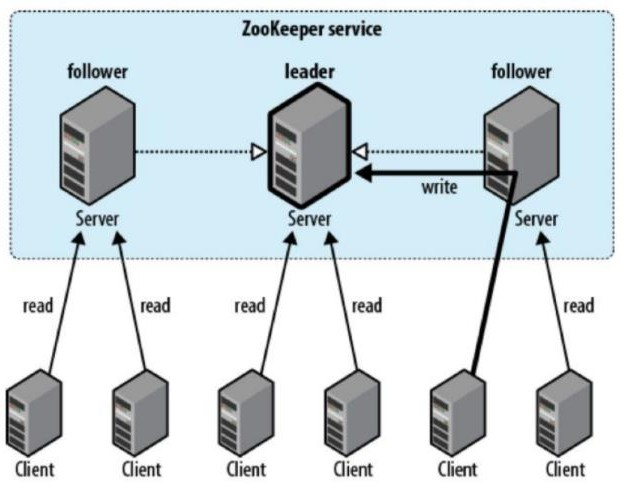 ZooKeeper service
follower
leader
follower
write
Server
Server
Server
read
read
read
read
read
Client
Client
Client
Client
Client
Client